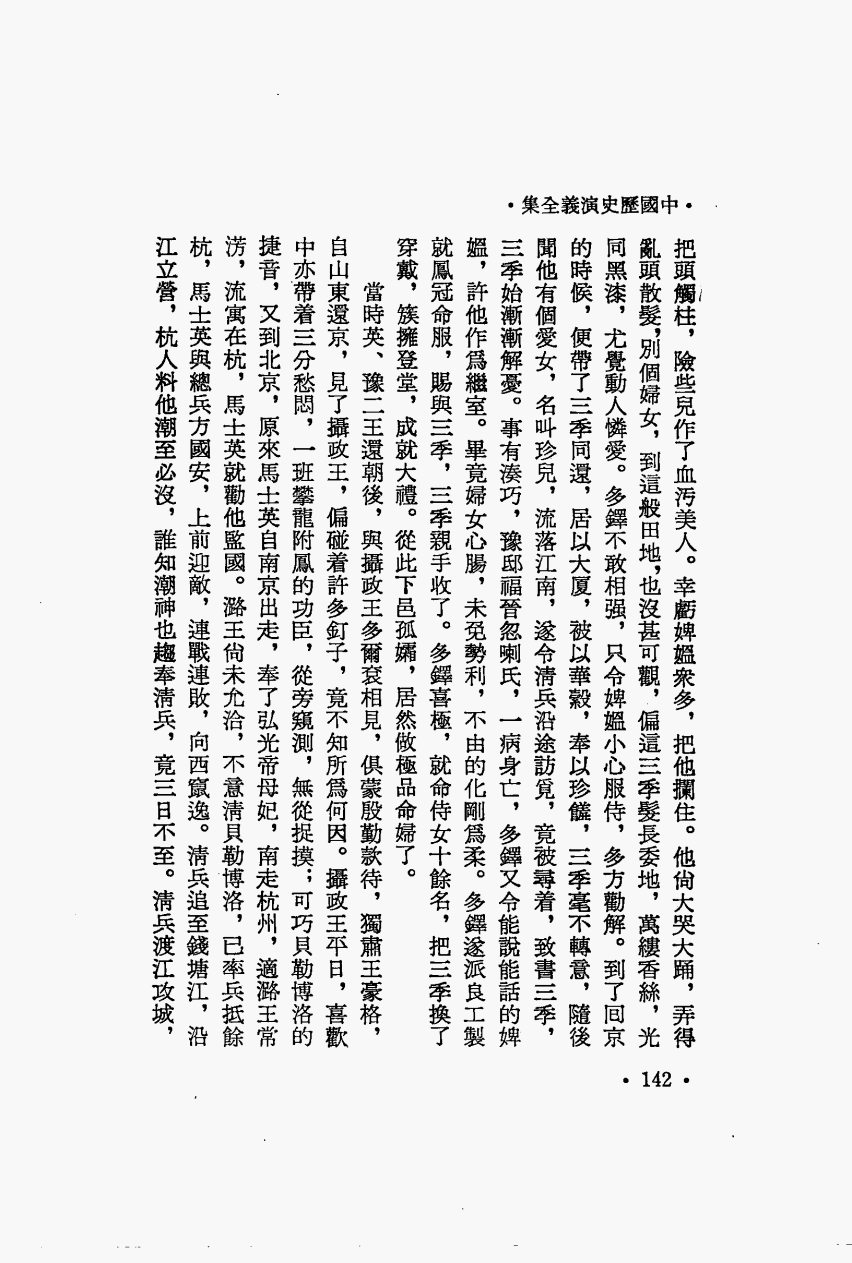 •中國歷史演義全集•
把頭觸柱，險些兒作了血汚美人。幸虧婢媼衆多，把他攔住。他尙大哭大踊，弄得
亂頭散髮，別個婦女，到這般田地，也沒甚可觀，偏這三季髮長委地，萬縷香絲，光
同黑漆，尤覺動人憐愛。多鐸不敢相强，只令婢媼小心服侍，多方勸解。到了回京
的時候，便帶了三季同還，居以大厦，被以華縠，奉以珍饈，三季毫不轉意，隨後
聞他有個愛女，名叫珍兒，流落江南，遂令淸兵沿途訪覓，竟被尋着，致書三季，
三季始漸漸解憂。事有湊巧，豫邸福晉忽喇氏，一病身亡，多鐸又令能說能話的婢
媼，許他作爲繼室。畢竟婦女心腸，未免勢利，不由的化剛爲柔。多鐸遂派良工製
就鳳冠命服，賜與三季，三季親手收了。多鐸喜極，就命侍女十餘名，把三季換了
穿戴，簇擁登堂，成就大禮。從此下邑孤孀，居然做極品命婦了。
當時英、豫二王還朝後，與攝政王多爾袞相見，俱蒙殷勤款待，獨肅王豪格，
自山東還京，見了攝政王，偏碰着許多釘子，竟不知所爲何因。攝政王平日，喜歡
中亦帶着三分愁悶，一班攀龍附鳳的功臣，從旁窺測，無從捉摸；可巧貝勒博洛的
捷音，又到北京，原來馬士英自南京出走，奉了弘光帝母妃，南走杭州，適潞王常
淓，流寓在杭，馬士英就勸他監國。潞王尙未允洽，不意淸貝勒博洛，已率兵抵餘
杭，馬士英與總兵方國安，上前迎敵，連戰連敗，向西竄逸。淸兵追至錢塘江，沿
江立營，杭人料他潮至必沒，誰知潮神也趨奉淸兵，竟三日不至。淸兵渡江攻城，
•142•